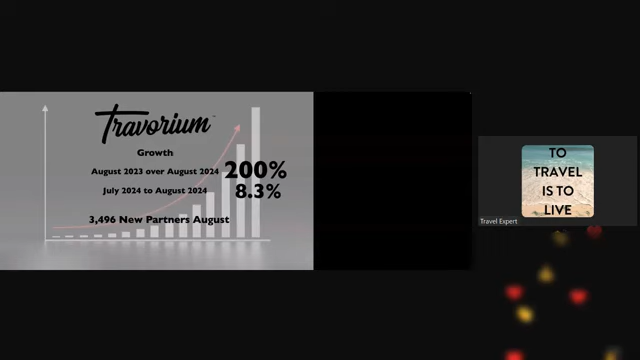 Travorium
Growth
August 2023 over August 2024 200%
July 2024 to August 2024 8.3%
3,496 New Partners August
TO
TRAVEL
IS TO
LIVE
Travel Expert